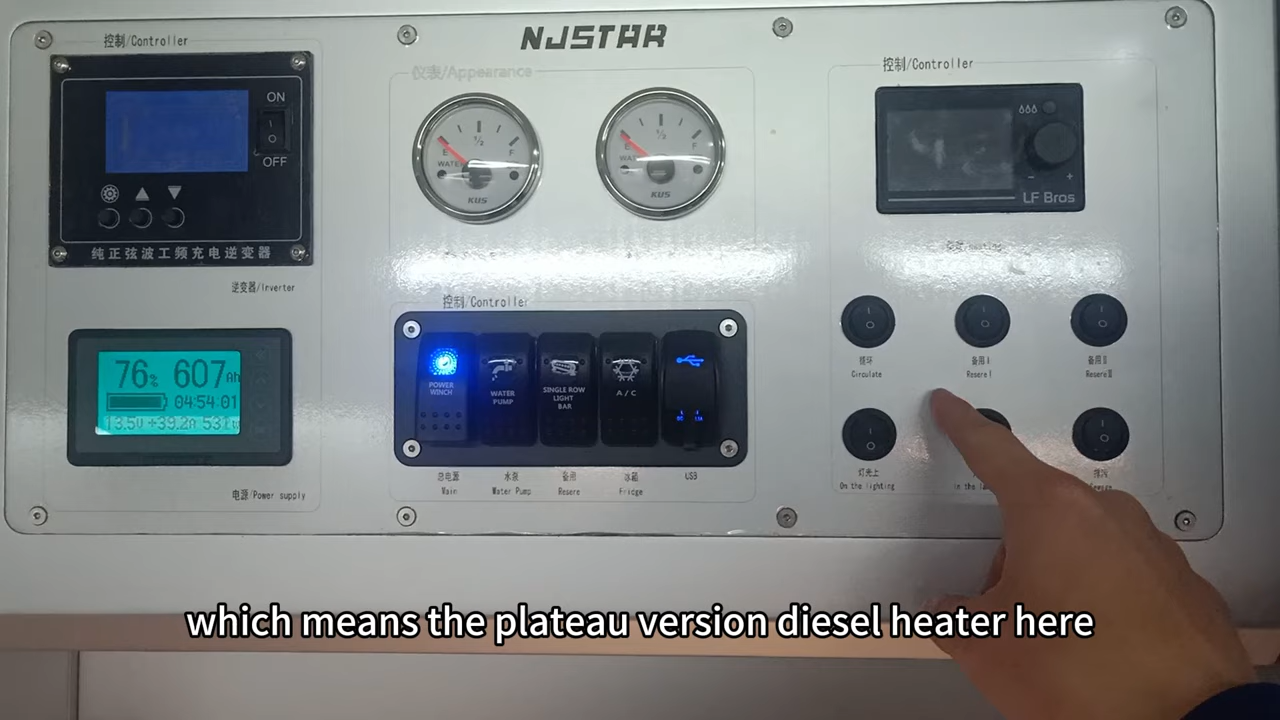 控制/Controller
NJSTAR
仪表/Appearance
控制/Controller
ON
OFF
纯正弦波工频充电逆变器
逆变器/Inverter
E
1/2
F
KUS
E
1/2
F
KUS
LF Bros
- +
76% 607Ah
04:54:01
电源/Power supply
控制/Controller
POWER
WINCH
WATER
PUMP
SINGLE ROW
LIGHT
BAR
A/C
总电源
Main
水泵
Water Pump
备用
Resere
冰箱
Fridge
USB
循环
Circulate
备用Ⅰ
ResereⅠ
备用Ⅱ
ResereⅡ
灯光上
On the lighting
in the
which means the plateau version diesel heater here